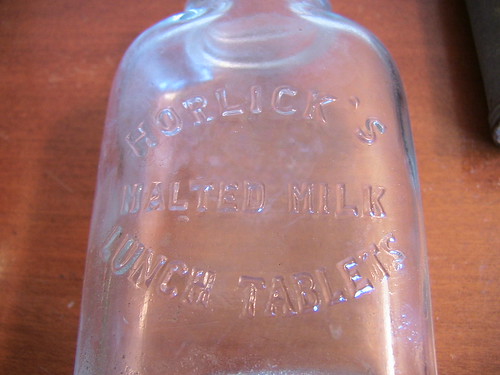 HORLICK'S
MALTED MILK
LUNCH TABLETS